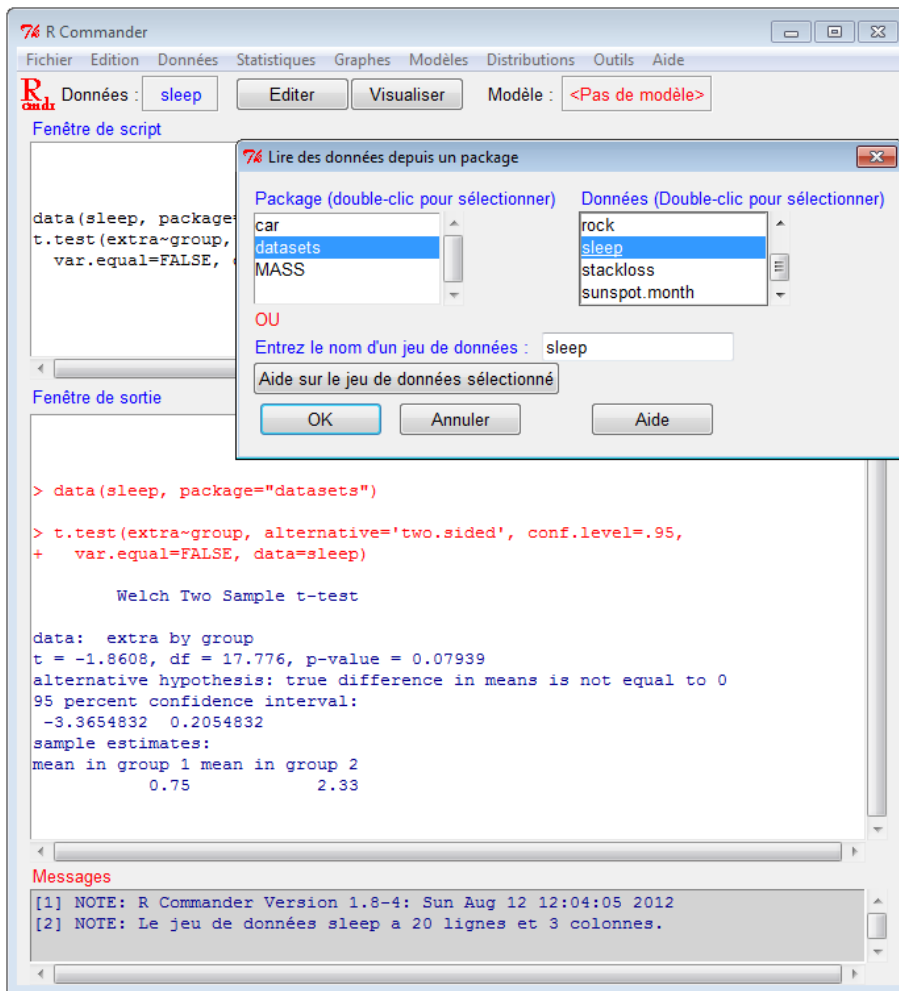 R Commander
Fichier Edition Données Statistiques Graphes Modèles Distributions Outils Aide
R cmdr Données : sleep Editer Visualiser Modèle : <Pas de modèle>
Fenêtre de script
data(sleep, package=
t.test(extra~group,
var.equal=FALSE,
Lire des données depuis un package
Package (double-clic pour sélectionner) Données (Double-clic pour sélectionner)
car rock
datasets sleep
MASS stackloss
sunspot.month
OU
Entrez le nom d'un jeu de données : sleep
Aide sur le jeu de données sélectionné
OK Annuler Aide
Fenêtre de sortie
> data(sleep, package="datasets")
> t.test(extra~group, alternative='two.sided', conf.level=.95,
+   var.equal=FALSE, data=sleep)
Welch Two Sample t-test
data:  extra by group
t = -1.8608, df = 17.776, p-value = 0.07939
alternative hypothesis: true difference in means is not equal to 0
95 percent confidence interval:
-3.3654832  0.2054832
sample estimates:
mean in group 1 mean in group 2
0.75            2.33
Messages
[1] NOTE: R Commander Version 1.8-4: Sun Aug 12 12:04:05 2012
[2] NOTE: Le jeu de données sleep a 20 lignes et 3 colonnes.